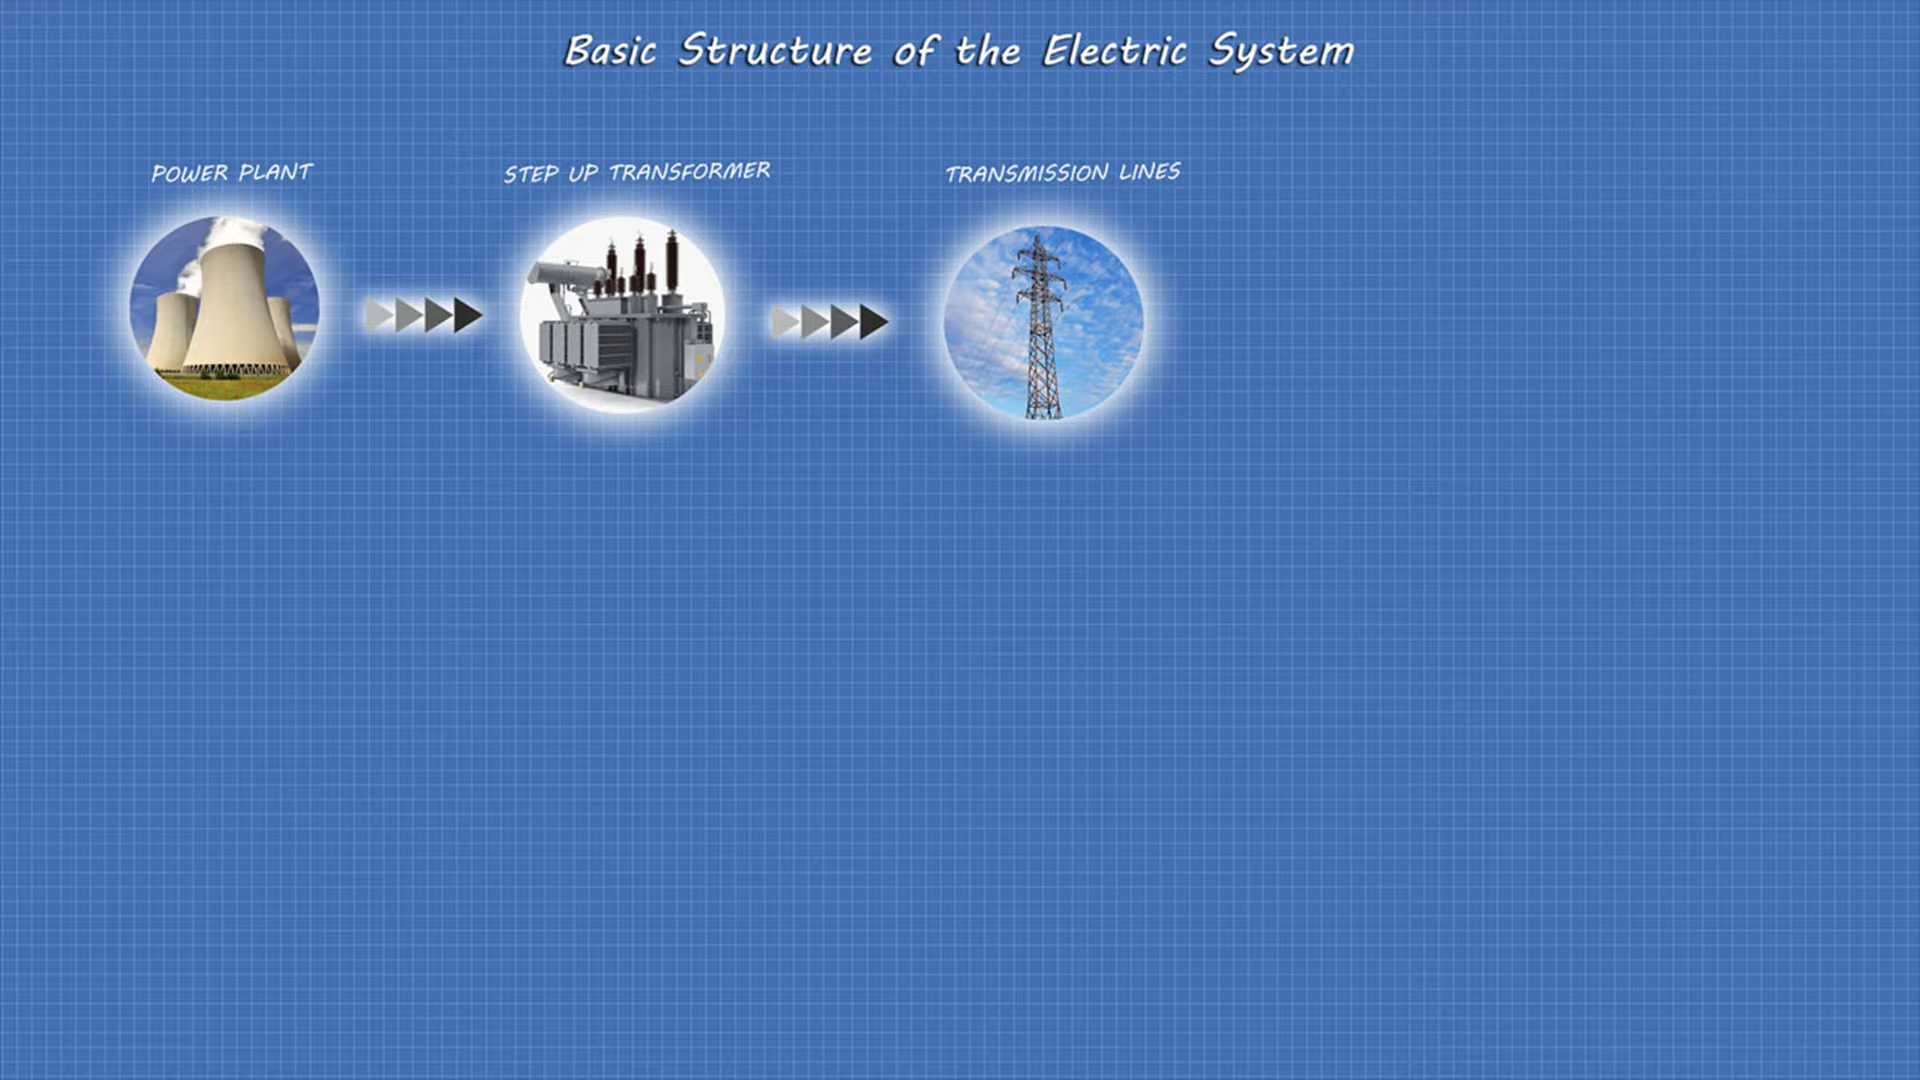 Basic Structure of the Electric System
POWER PLANT
STEP UP TRANSFORMER
TRANSMISSION LINES